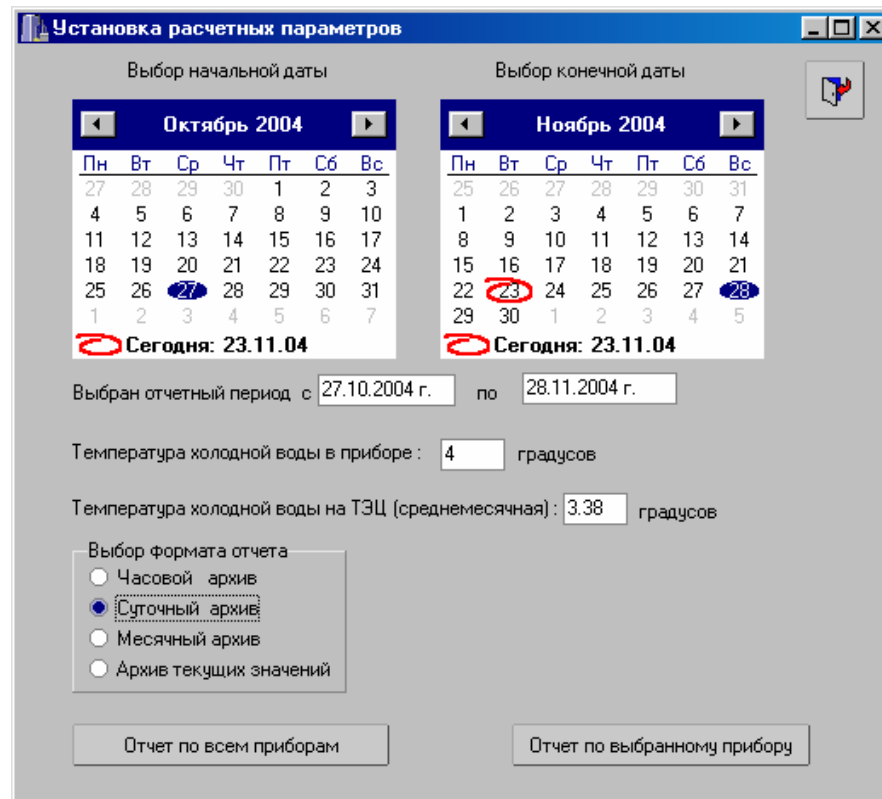 Установка расчетных параметров
Выбор начальной даты
Выбор конечной даты
Октябрь 2004
Пн Вт Ср Чт Пт Сб Вс
27 28 29 30 1 2 3
4 5 6 7 8 9 10
11 12 13 14 15 16 17
18 19 20 21 22 23 24
25 26 27 28 29 30 31
1 2 3 4 5 6 7
Сегодня: 23.11.04
Ноябрь 2004
Пн Вт Ср Чт Пт Сб Вс
25 26 27 28 29 30 31
1 2 3 4 5 6 7
8 9 10 11 12 13 14
15 16 17 18 19 20 21
22 23 24 25 26 27 28
29 30 1 2 3 4 5
Сегодня: 23.11.04
Выбран отчетный период с 27.10.2004 г. по 28.11.2004 г.
Температура холодной воды в приборе : 4 градусов
Температура холодной воды на ТЭЦ (среднемесячная) : 3.38 градусов
Выбор формата отчета
Часовой архив
Суточный архив
Месячный архив
Архив текущих значений
Отчет по всем приборам
Отчет по выбранному прибору